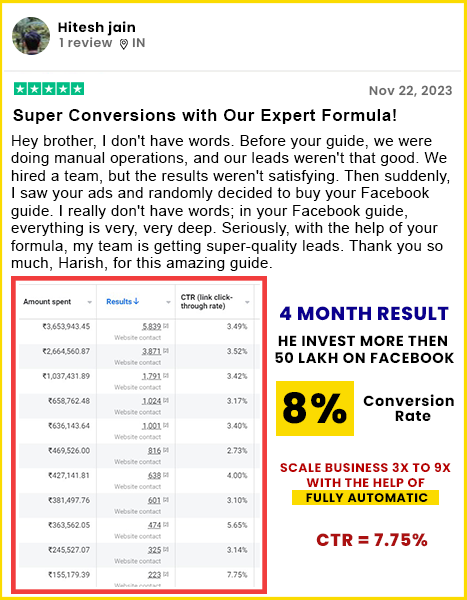 Hitesh jain
1 review IN
Nov 22, 2023
Super Conversions with Our Expert Formula!
Hey brother, I don't have words. Before your guide, we were
doing manual operations, and our leads weren't that good. We
hired a team, but the results weren't satisfying. Then suddenly,
I saw your ads and randomly decided to buy your Facebook
guide. I really don't have words; in your Facebook guide,
everything is very, very deep. Seriously, with the help of your
formula, my team is getting super-quality leads. Thank you so
much, Harish, for this amazing guide.
Amount spent Results↓ CTR (link click-
through rate)
₹3,653,943.45 5,839 [2] 3.49%
Website contact
₹2,664,560.87 3,871 [2] 3.52%
Website contact
₹1,037,431.89 1,791 [2] 3.42%
Website contact
₹658,762.48 1,024 [2] 3.17%
Website contact
₹636,143.64 1,001 [2] 3.40%
Website contact
₹469,526.00 816 [2] 2.73%
Website contact
₹427,141.81 638 [2] 4.00%
Website contact
₹381,497.76 601 [2] 3.10%
Website contact
₹363,562.05 474 [2] 5.65%
Website contact
₹245,527.07 325 [2] 3.14%
Website contact
₹155,179.39 223 [2] 7.75%
Website contact
4 MONTH RESULT
HE INVEST MORE THEN
50 LAKH ON FACEBOOK
8% Conversion
Rate
SCALE BUSINESS 3X TO 9X
WITH THE HELP OF
FULLY AUTOMATIC
CTR = 7.75%